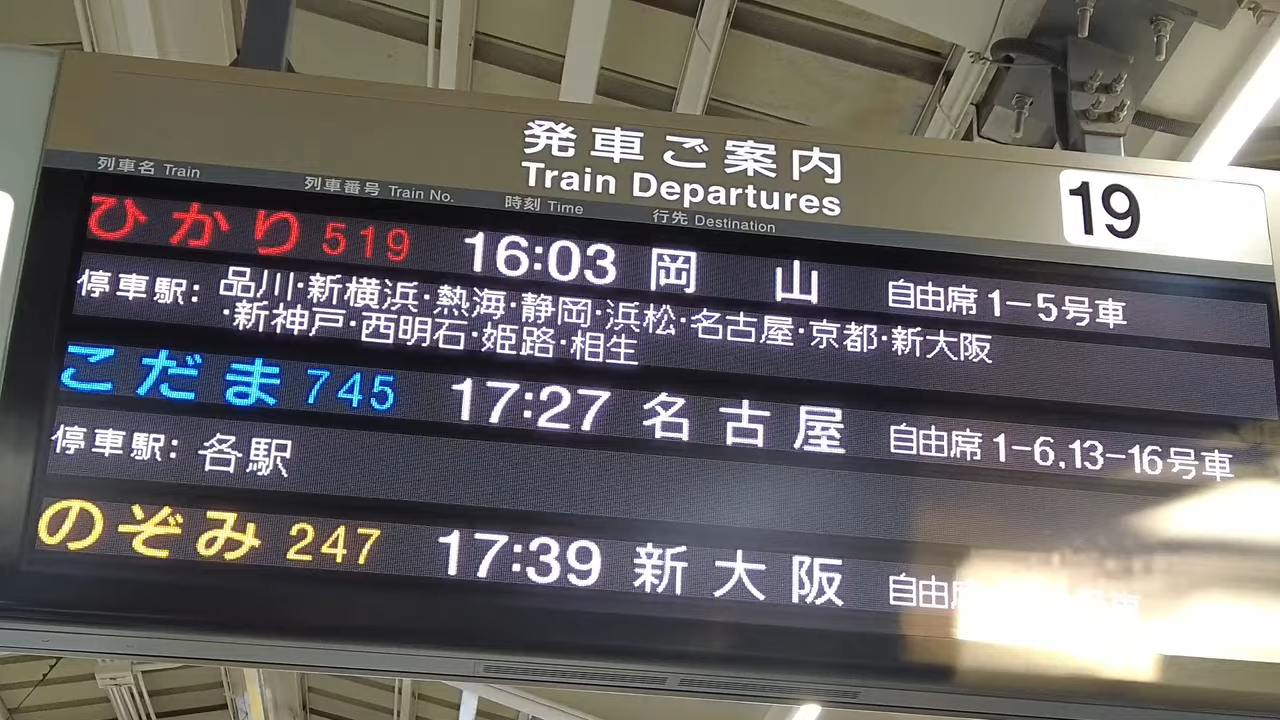 発車ご案内
Train Departures
19
列車名 Train 列車番号 Train No. 時刻 Time 行先 Destination
ひかり 519 16:03 岡 山 自由席 1-5号車
停車駅: 品川・新横浜・熱海・静岡・浜松・名古屋・京都・新大阪
・新神戸・西明石・姫路・相生
こだま 745 17:27 名古屋 自由席 1-6,13-16号車
停車駅: 各駅
のぞみ 247 17:39 新大阪 自由席